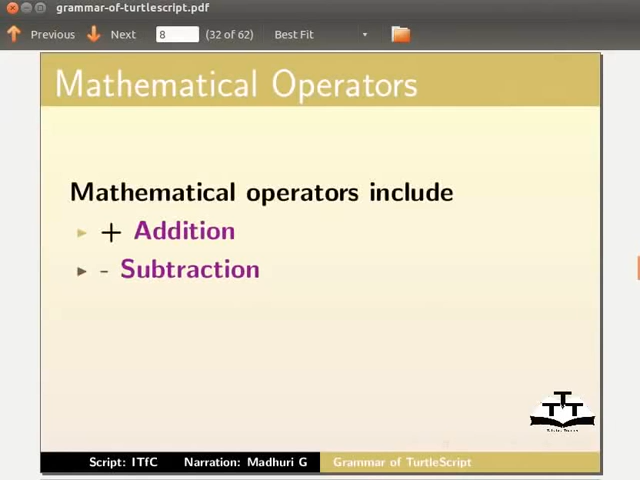 grammar-of-turtlescript.pdf
Previous Next 8 (32 of 62) Best Fit
Mathematical Operators
Mathematical operators include
+ Addition
- Subtraction
TTT
Script: ITfC Narration: Madhuri G Grammar of TurtleScript